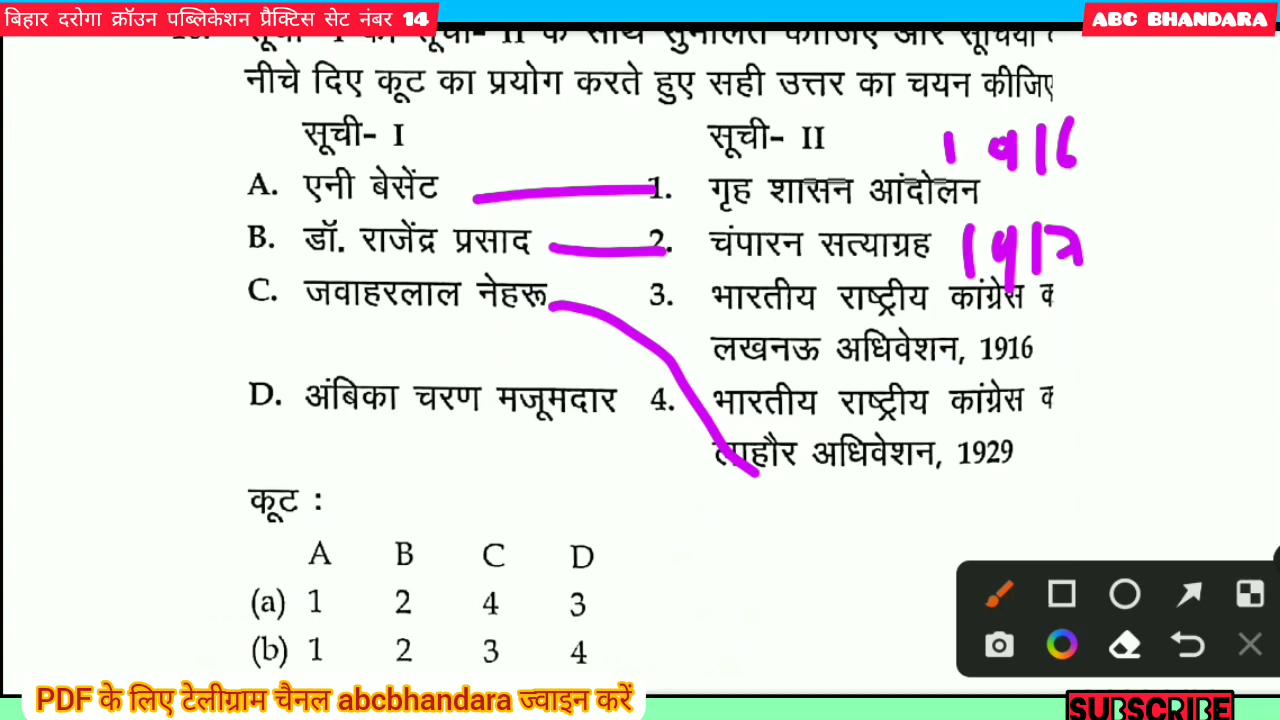 बिहार दरोगा क्रॉउन पब्लिकेशन प्रैक्टिस सेट नंबर 14
ABC BHANDARA
सूची- I को सूची- II के साथ सुमेलित कीजिए और सूचियों
नीचे दिए कूट का प्रयोग करते हुए सही उत्तर का चयन कीजिए
सूची- I सूची- II 1916
A. एनी बेसेंट 1. गृह शासन आंदोलन
B. डॉ. राजेंद्र प्रसाद 2. चंपारन सत्याग्रह 1917
C. जवाहरलाल नेहरू 3. भारतीय राष्ट्रीय कांग्रेस
लखनऊ अधिवेशन, 1916
D. अंबिका चरण मजूमदार 4. भारतीय राष्ट्रीय कांग्रेस
लाहौर अधिवेशन, 1929
कूट :
A B C D
(a) 1 2 4 3
(b) 1 2 3 4
PDF के लिए टेलीग्राम चैनल abcbhandara ज्वाइन करें
SUBSCRIBE